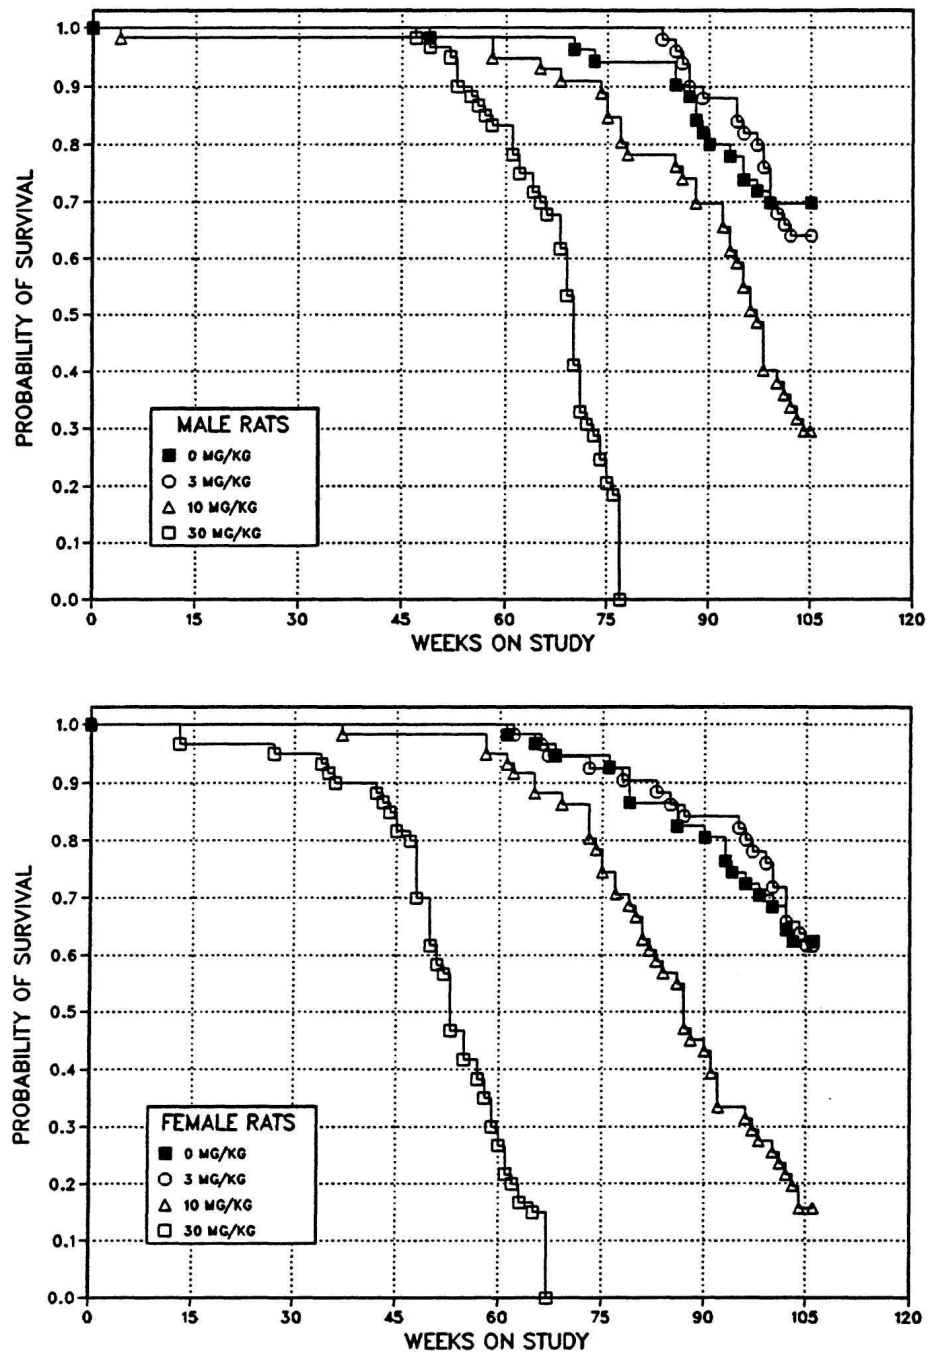 1.0
0.9
0.8
0.7
0.6
0.5
0.4
0.3
0.2
0.1
0.0
PROBABILITY OF SURVIVAL
MALE RATS
0 MG/KG
3 MG/KG
10 MG/KG
30 MG/KG
0 15 30 45 60 75 90 105 120
WEEKS ON STUDY
1.0
0.9
0.8
0.7
0.6
0.5
0.4
0.3
0.2
0.1
0.0
PROBABILITY OF SURVIVAL
FEMALE RATS
0 MG/KG
3 MG/KG
10 MG/KG
30 MG/KG
0 15 30 45 60 75 90 105 120
WEEKS ON STUDY